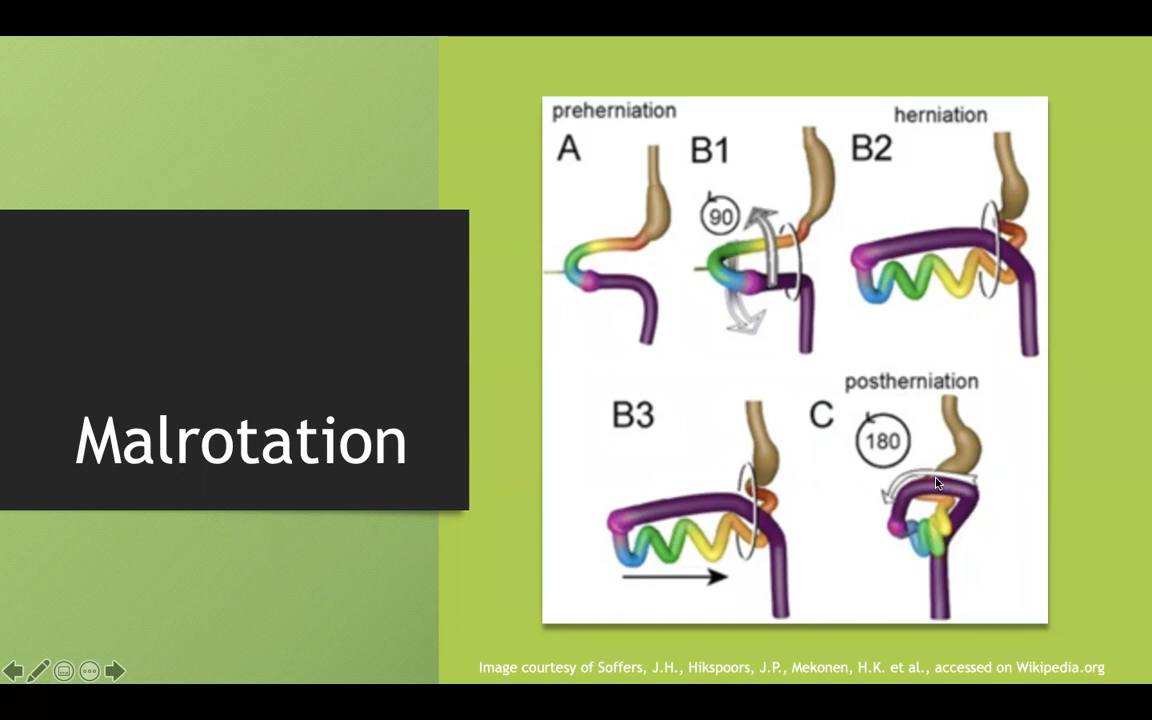 Malrotation
preherniation
herniation
A
B1
B2
90
postherniation
B3
C
180
Image courtesy of Soffers, J.H., Hikspoors, J.P., Mekonen, H.K. et al., accessed on Wikipedia.org